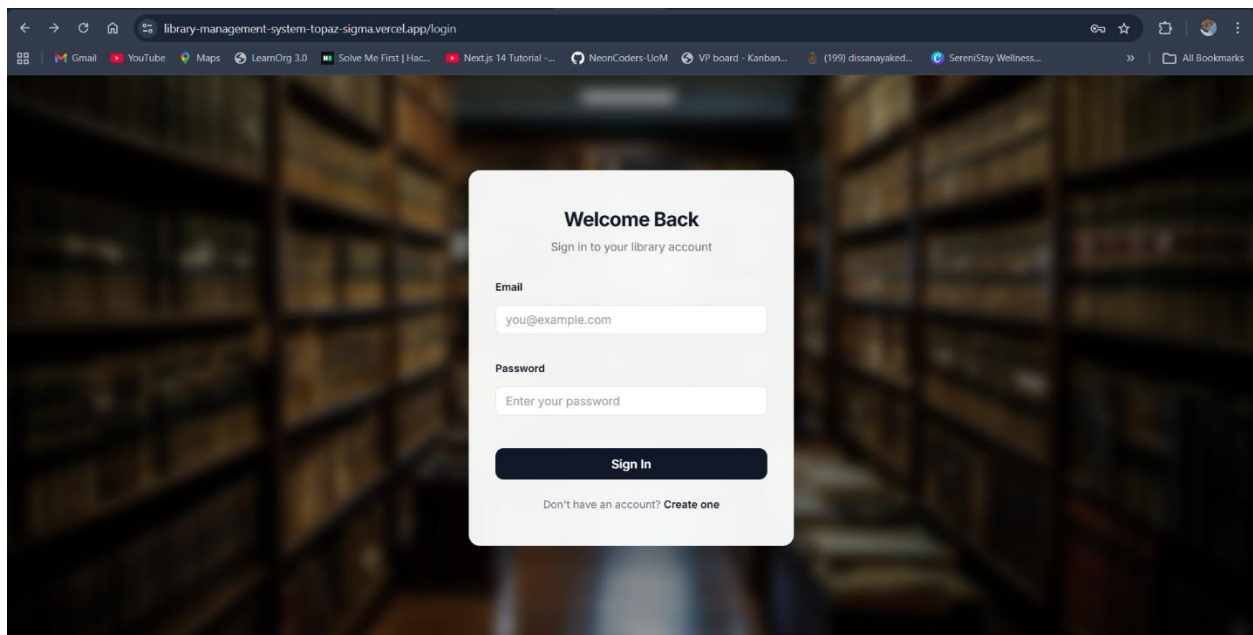 library-management-system-topaz-sigma.vercel.app/login
Gmail YouTube Maps LearnOrg 3.0 Solve Me First | Hac... Next.js 14 Tutorial -... NeonCoders-UoM VP board - Kanban... (199) dissanayaked... SereniStay Wellness... » All Bookmarks
Welcome Back
Sign in to your library account
Email
you@example.com
Password
Enter your password
Sign In
Don't have an account? Create one